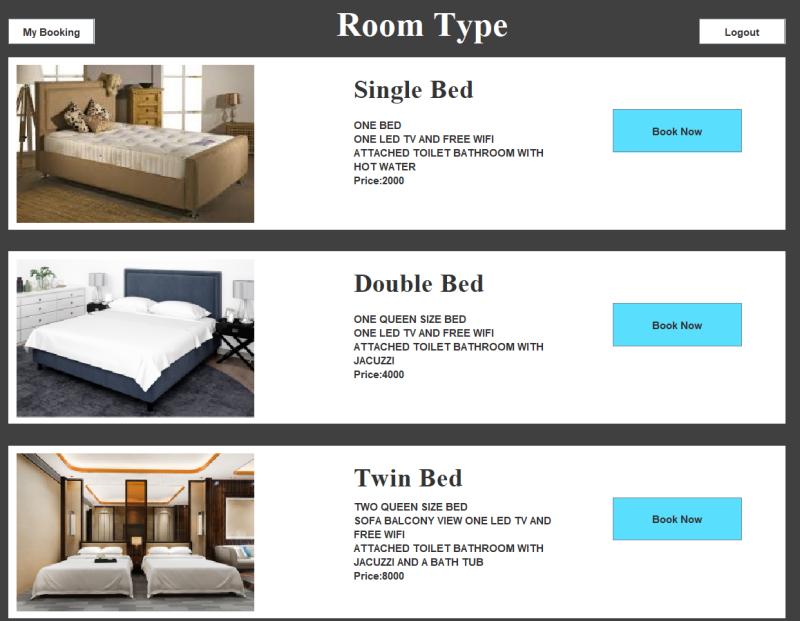 My Booking
Room Type
Logout
Single Bed
ONE BED
ONE LED TV AND FREE WIFI
ATTACHED TOILET BATHROOM WITH
HOT WATER
Price:2000
Book Now
Double Bed
ONE QUEEN SIZE BED
ONE LED TV AND FREE WIFI
ATTACHED TOILET BATHROOM WITH
JACUZZI
Price:4000
Book Now
Twin Bed
TWO QUEEN SIZE BED
SOFA BALCONY VIEW ONE LED TV AND
FREE WIFI
ATTACHED TOILET BATHROOM WITH
JACUZZI AND A BATH TUB
Price:8000
Book Now